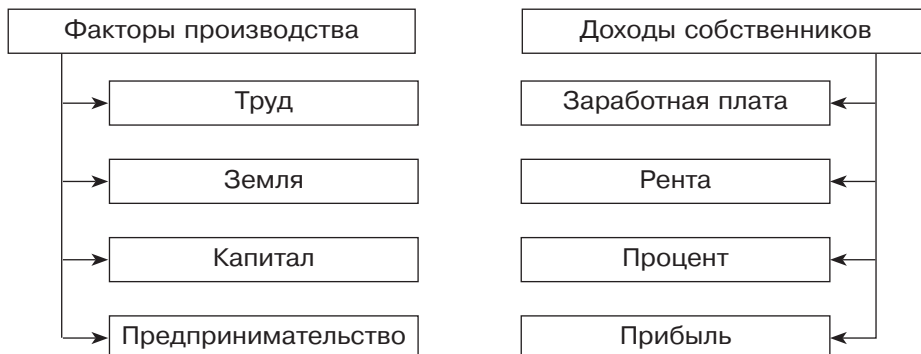 Факторы производства
Доходы собственников
Труд
Заработная плата
Земля
Рента
Капитал
Процент
Предпринимательство
Прибыль